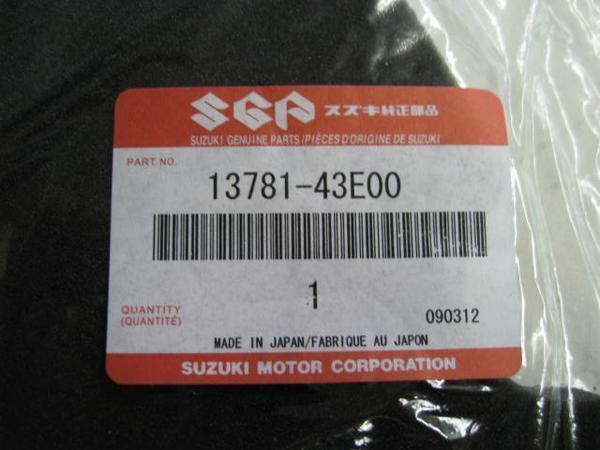 SGP スズキ純正部品
SUZUKI GENUINE PARTS/PIÈCES D'ORIGINE DE SUZUKI
PART NO.
13781-43E00
1
QUANTITY
(QUANTITÉ)
090312
MADE IN JAPAN/FABRIQUE AU JAPON
SUZUKI MOTOR CORPORATION